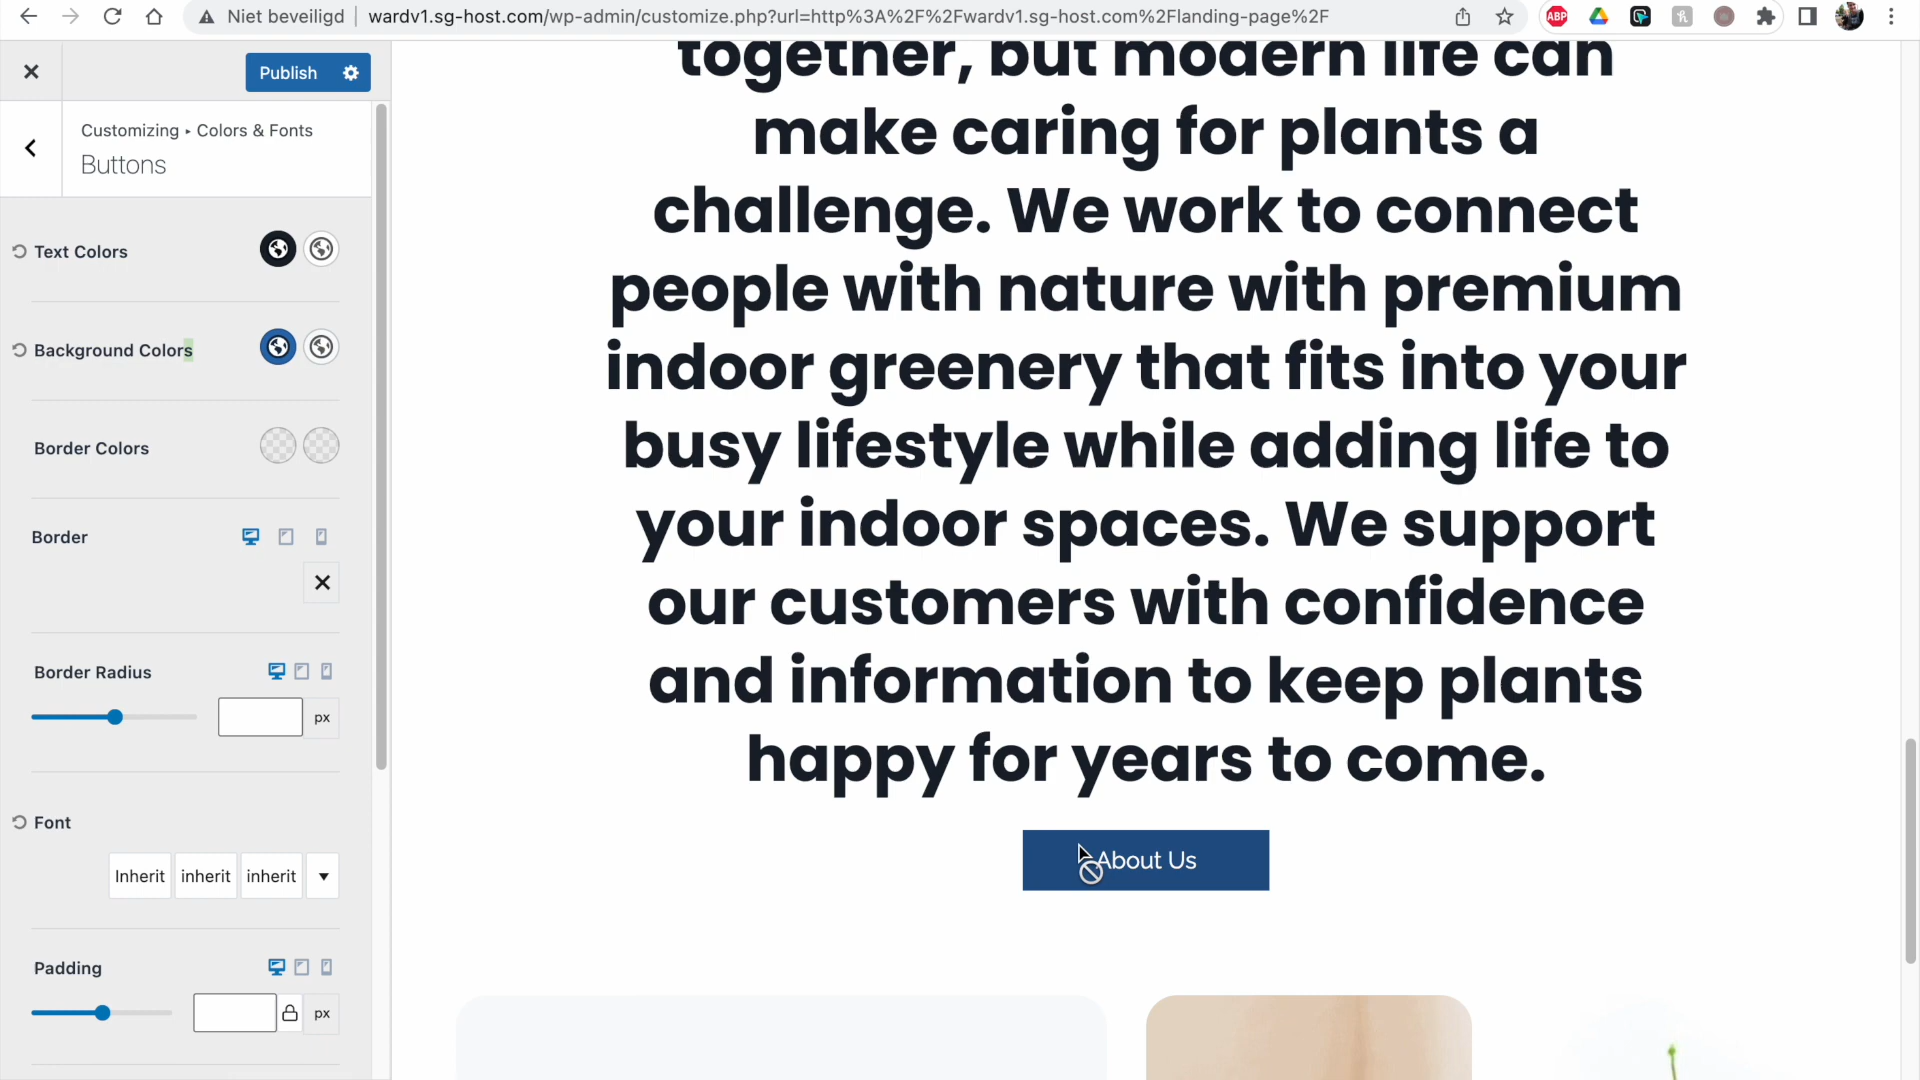 Niet beveiligd
wardv1.sg-host.com/wp-admin/customize.php?url=http%3A%2F%2Fwardv1.sg-host.com%2Flanding-page%2F
ABP
Publish
Customizing ▸ Colors & Fonts
Buttons
Text Colors
Background Colors
Border Colors
Border
Border Radius
px
Font
Inherit inherit inherit
Padding
px
together, but modern life can
make caring for plants a
challenge. We work to connect
people with nature with premium
indoor greenery that fits into your
busy lifestyle while adding life to
your indoor spaces. We support
our customers with confidence
and information to keep plants
happy for years to come.
About Us